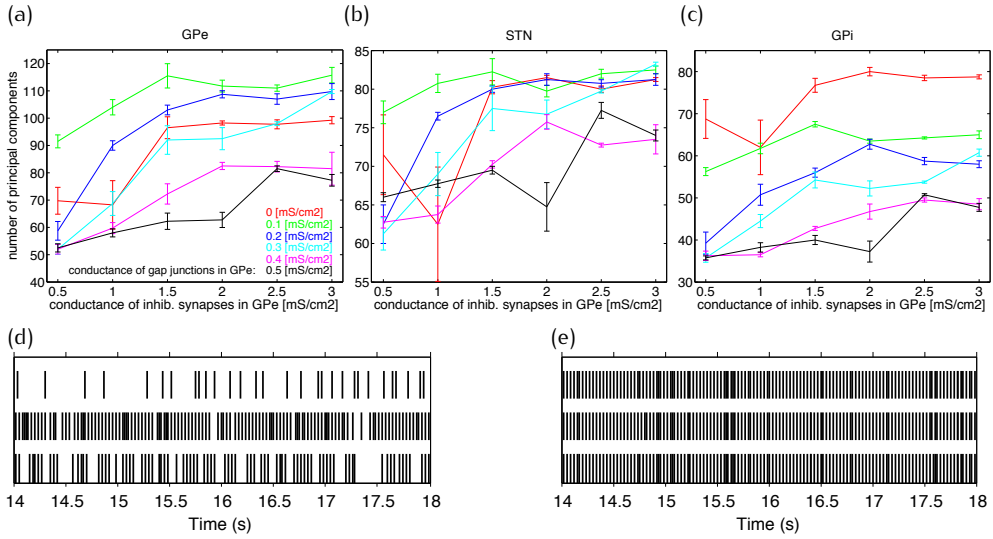 (a)
GPe
number of principal components
120
110
100
90
80
70
60
50
40
0.5
1
1.5
2
2.5
3
0 [mS/cm2]
0.1 [mS/cm2]
0.2 [mS/cm2]
0.3 [mS/cm2]
0.4 [mS/cm2]
conductance of gap junctions in GPe: 0.5 [mS/cm2]
conductance of inhib. synapses in GPe [mS/cm2]
(b)
STN
85
80
75
70
65
60
55
0.5
1
1.5
2
2.5
3
conductance of inhib. synapses in GPe [mS/cm2]
(c)
GPi
80
70
60
50
40
30
0.5
1
1.5
2
2.5
3
conductance of inhib. synapses in GPe [mS/cm2]
(d)
14 14.5 15 15.5 16 16.5 17 17.5 18
Time (s)
(e)
14 14.5 15 15.5 16 16.5 17 17.5 18
Time (s)